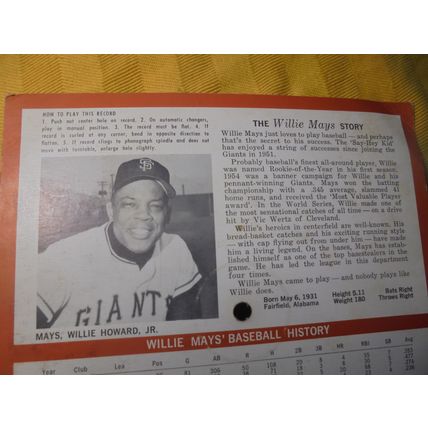 HOW TO PLAY THIS RECORD
1. Push out center hole on record. 2. On automatic changers,
play in manual position. 3. The record must be flat. 4. If
record is curled at any corner, bend in opposite direction to
flatten. 5. If record slings to phonograph spindle and does not
move with turntable, enlarge hole slightly.
SF
GIANTS
MAYS, WILLIE HOWARD, JR.
THE Willie Mays STORY
Willie Mays just loves to play baseball — and perhaps
that's the secret to his success. The 'Say-Hey Kid'
has enjoyed a string of successes since joining the
Giants in 1951.
Probably baseball's finest all-around player, Willie
was named Rookie-of-the-Year in his first season.
1954 was a banner campaign for Willie and his
pennant-winning Giants. Mays won the batting
championship with a .345 average, slammed 41
home runs, and received the 'Most Valuable Player'
award. In the World Series, Willie made one of
the most sensational catches of all time — on a drive
hit by Vic Wertz of Cleveland.
Willie's heroics in centerfield are well-known. His
bread-basket catches and his exciting running style
— with cap flying out from under him — have made
him a living legend. On the bases, Mays has estab-
lished himself as one of the top basestealers in the
game. He has led the league in this department
four times.
Willie Mays came to play — and nobody plays like
Willie does.
Born May 6, 1931 Height 5.11 Bats Right
Fairfield, Alabama Weight 180 Throws Right
WILLIE MAYS' BASEBALL HISTORY
Year Club Lea Pos G AB R H 2B 3B HR RBI SB Avg
81 306 50 108